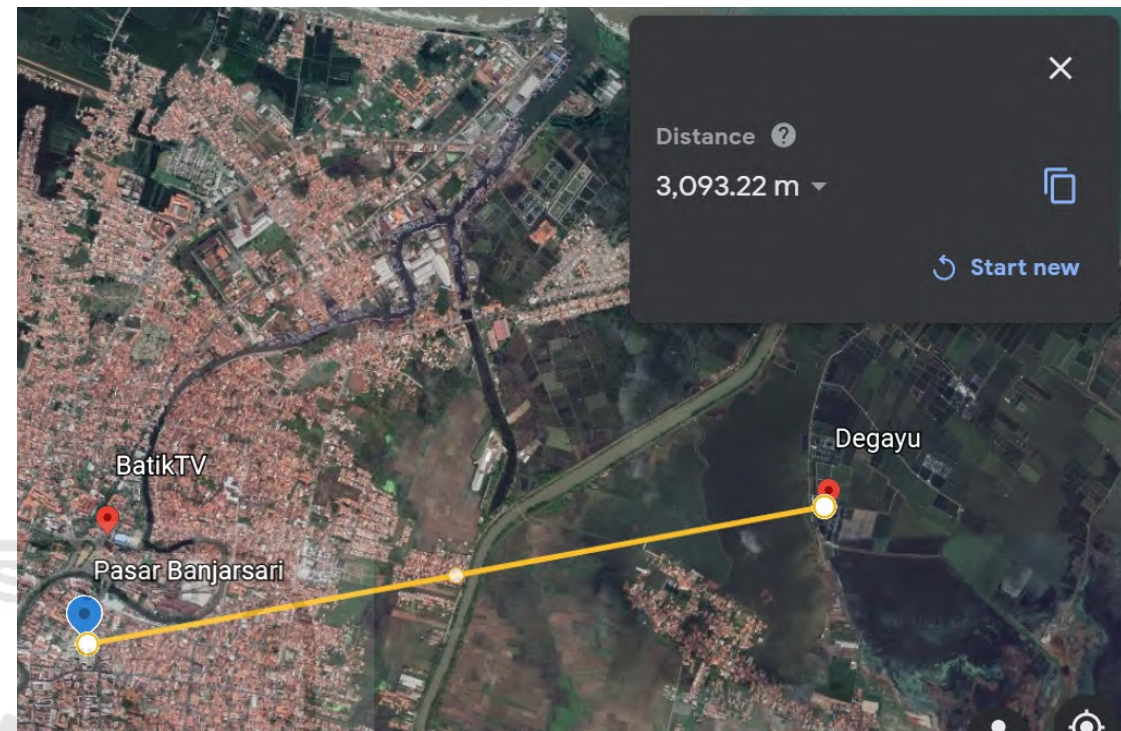 Distance
3,093.22 m
Start new
Degayu
BatikTV
Pasar Banjarsari